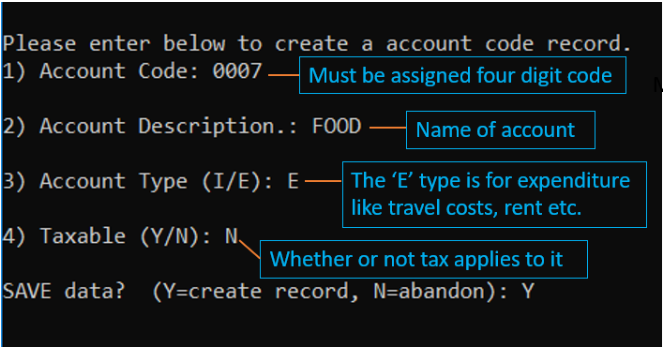 Please enter below to create a account code record.
1) Account Code: 0007
Must be assigned four digit code
2) Account Description.: FOOD
Name of account
3) Account Type (I/E): E
The ‘E’ type is for expenditure
like travel costs, rent etc.
4) Taxable (Y/N): N
Whether or not tax applies to it
SAVE data? (Y=create record, N=abandon): Y